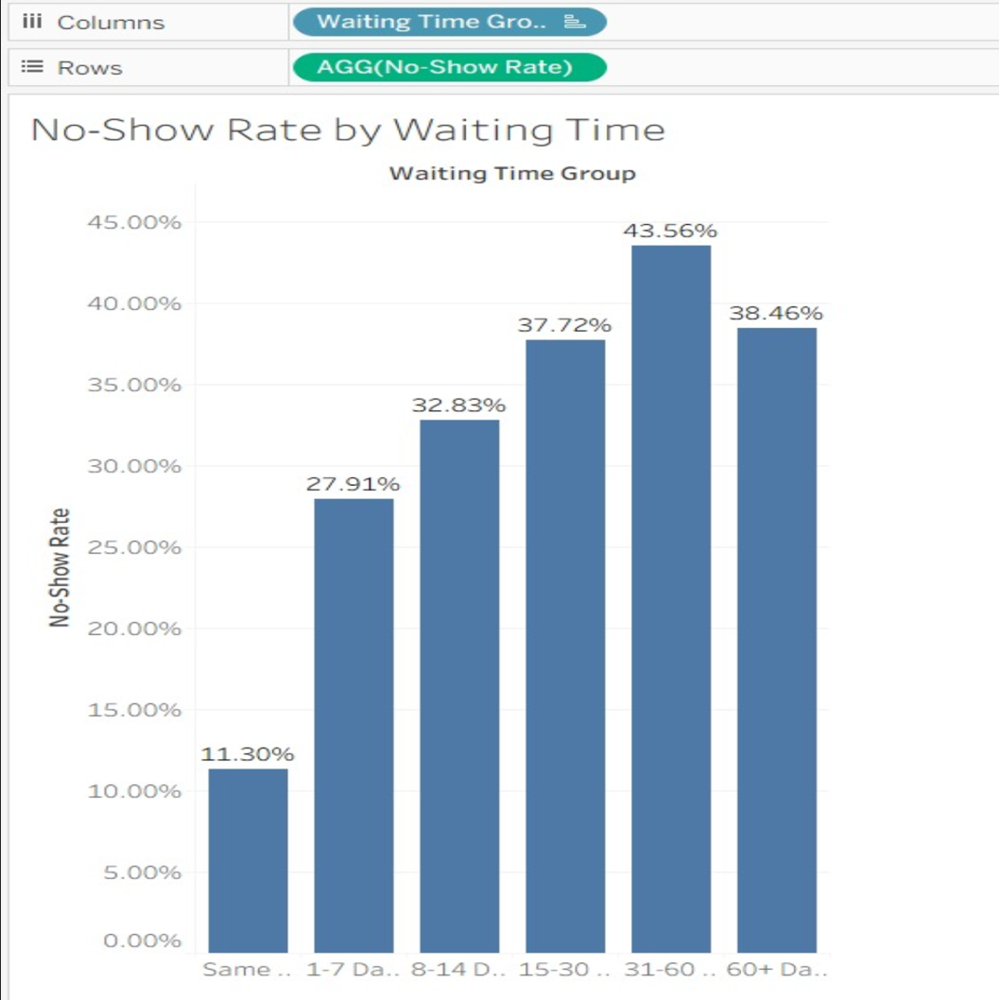 Columns Waiting Time Gro..
Rows AGG(No-Show Rate)
No-Show Rate by Waiting Time
Waiting Time Group
45.00%
43.56%
40.00%
38.46%
37.72%
35.00%
32.83%
30.00%
27.91%
25.00%
No-Show Rate
20.00%
15.00%
11.30%
10.00%
5.00%
0.00%
Same .. 1-7 Da.. 8-14 D.. 15-30 .. 31-60 .. 60+ Da..